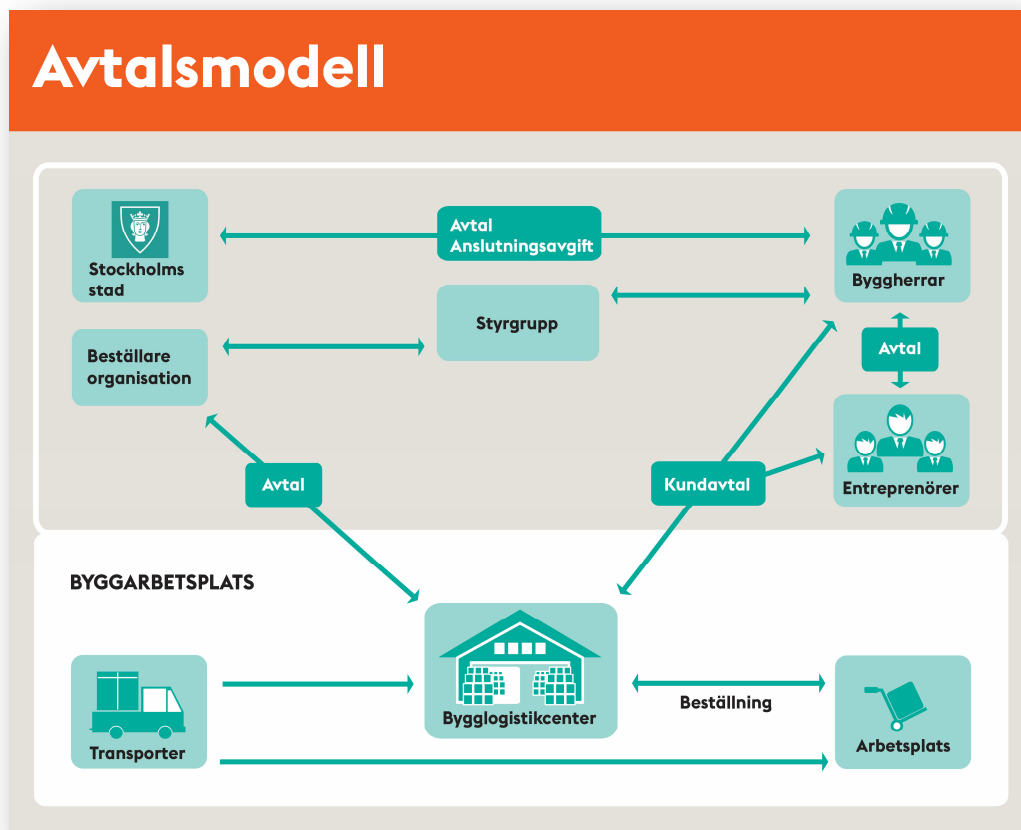 Avtalsmodell
Stockholms
stad
Avtal
Anslutningsavgift
Byggherrar
Styrgrupp
Beställare
organisation
Avtal
Avtal
Kundavtal
Entreprenörer
BYGGARBETSPLATS
Transporter
Bygglogistikcenter
Beställning
Arbetsplats